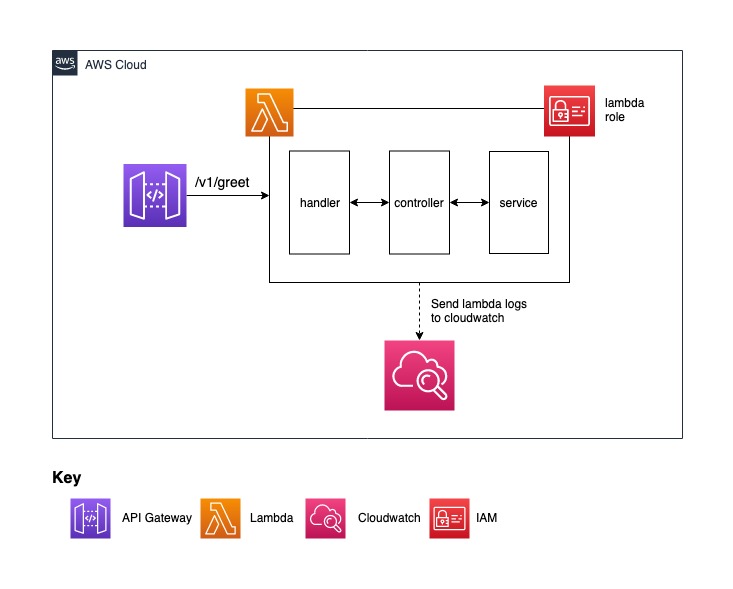 aws
AWS Cloud
lambda
role
/v1/greet
handler
controller
service
Send lambda logs
to cloudwatch
Key
API Gateway
Lambda
Cloudwatch
IAM